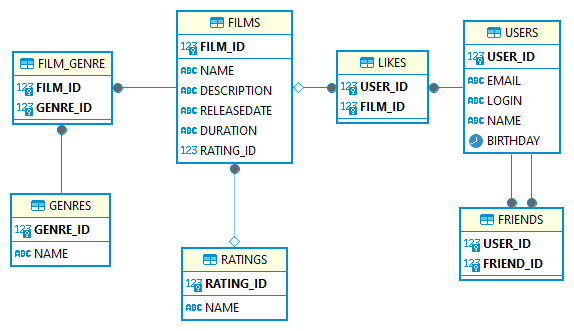 FILMS
123 FILM_ID
ABC NAME
ABC DESCRIPTION
ABC RELEASEDATE
ABC DURATION
123 RATING_ID
FILM_GENRE
123 FILM_ID
123 GENRE_ID
LIKES
123 USER_ID
123 FILM_ID
USERS
123 USER_ID
ABC EMAIL
ABC LOGIN
ABC NAME
BIRTHDAY
GENRES
123 GENRE_ID
ABC NAME
RATINGS
123 RATING_ID
ABC NAME
FRIENDS
123 USER_ID
123 FRIEND_ID